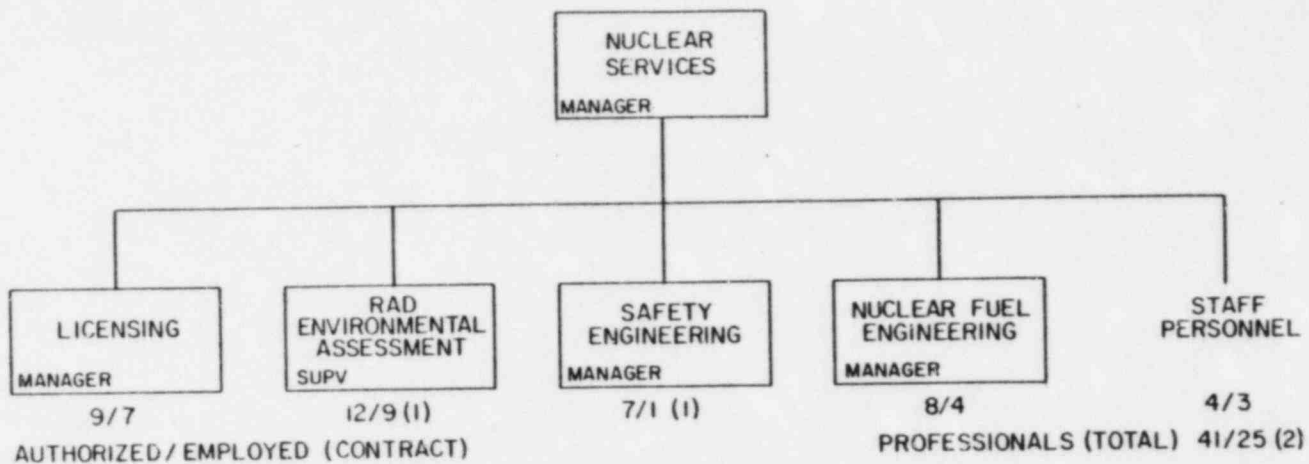 NUCLEAR
SERVICES
MANAGER
LICENSING
MANAGER
9/7
RAD
ENVIRONMENTAL
ASSESSMENT
SUPV
12/9 (1)
SAFETY
ENGINEERING
MANAGER
7/1 (1)
NUCLEAR FUEL
ENGINEERING
MANAGER
8/4
STAFF
PERSONNEL
4/3
AUTHORIZED/EMPLOYED (CONTRACT)
PROFESSIONALS (TOTAL) 41/25 (2)